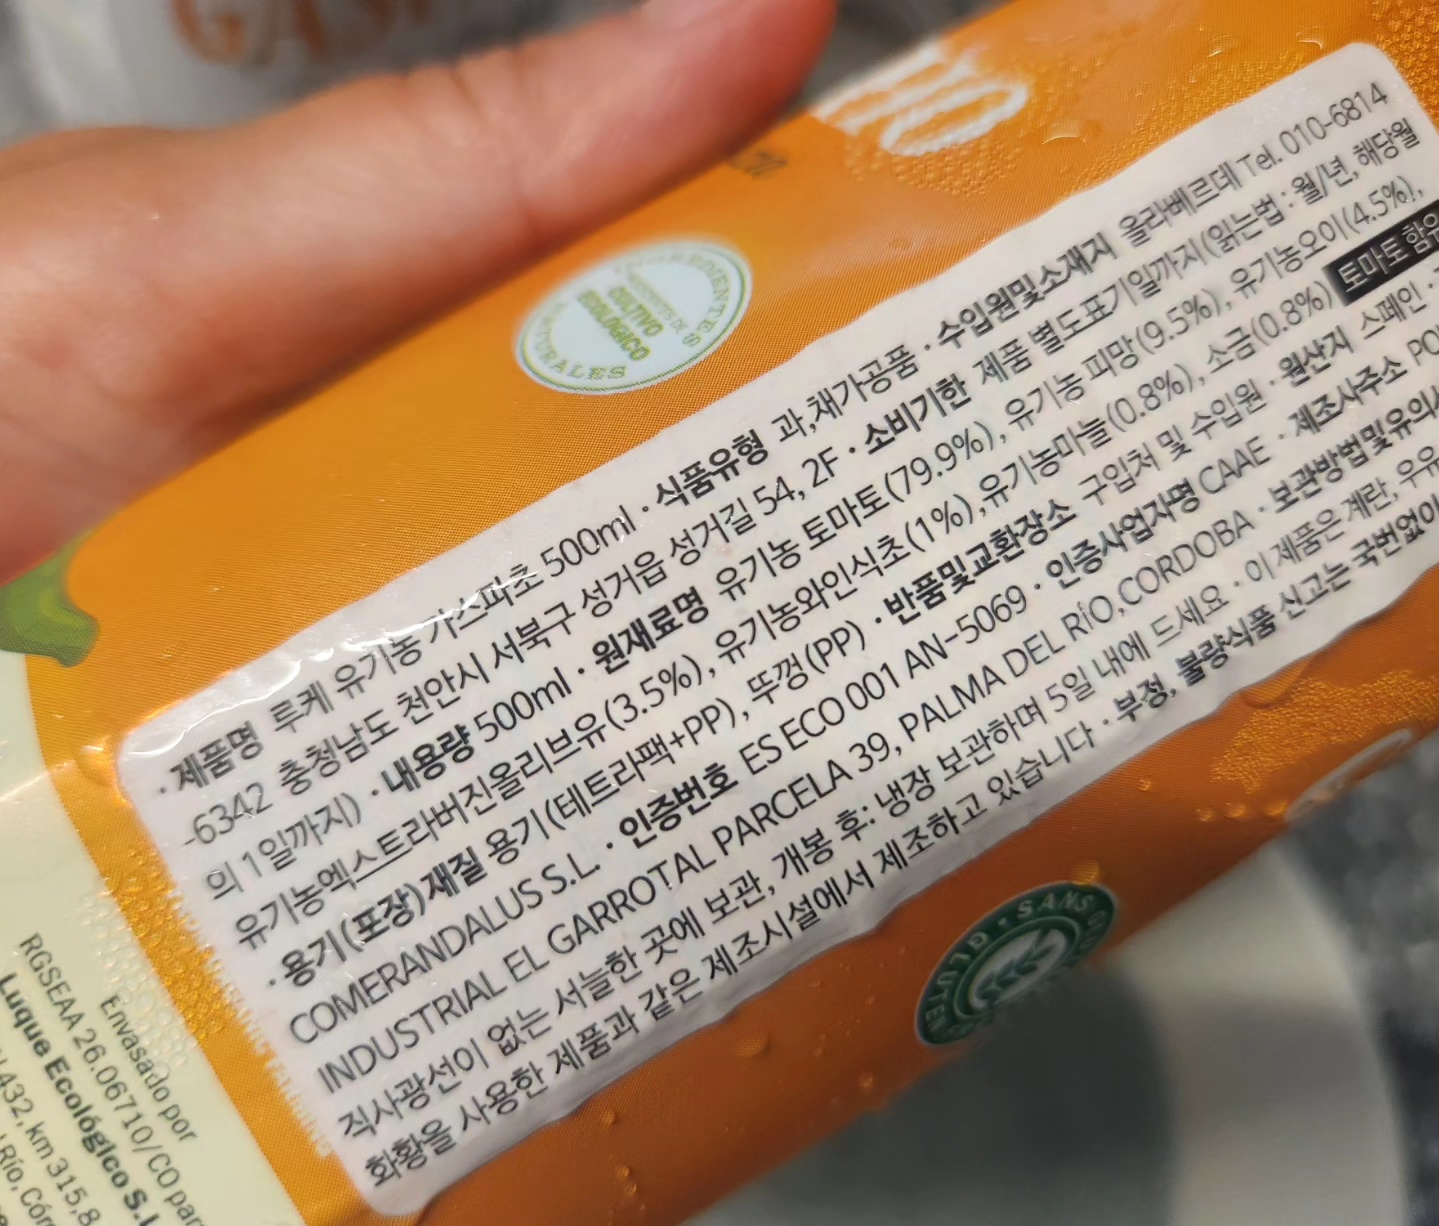 · 제품명 루케 유기농 가스파초 500ml · 식품유형 과,채가공품 · 수입원및소재지 올라베르데 Tel. 010-6814
-6342 충청남도 천안시 서북구 성거읍 성거길 54, 2F · 소비기한 제품 별도표기일까지(읽는법 : 월/년, 해당월
의 1일까지) · 내용량 500ml · 원재료명 유기농 토마토(79.9%), 유기농 피망(9.5%), 유기농오이(4.5%),
유기농엑스트라버진올리브유(3.5%), 유기농와인식초(1%),유기농마늘(0.8%), 소금(0.8%) 토마토 함유
· 용기(포장)재질 용기(테트라팩+PP), 뚜껑(PP) · 반품및교환장소 구입처 및 수입원 · 원산지 스페인 ·
COMERANDALUS S.L. · 인증번호 ES ECO 001 AN-5069 · 인증사업자명 CAAE · 제조사주소
INDUSTRIAL EL GARROTAL PARCELA 39, PALMA DEL RíO,CORDOBA · 보관방법및유의사
직사광선이 없는 서늘한 곳에 보관, 개봉 후: 냉장 보관하며 5일 내에 드세요 · 이 제품은 계란, 우유
화황을 사용한 제품과 같은 제조시설에서 제조하고 있습니다 · 부정, 불량식품 신고는 국번없이
CULTIVO
ECOLÓGICO
SANS
GLUTEN
Envasado por
RGSEAA 26.06710/CO par
Luque Ecológico S.L
432, km 315,8
Río, Cór